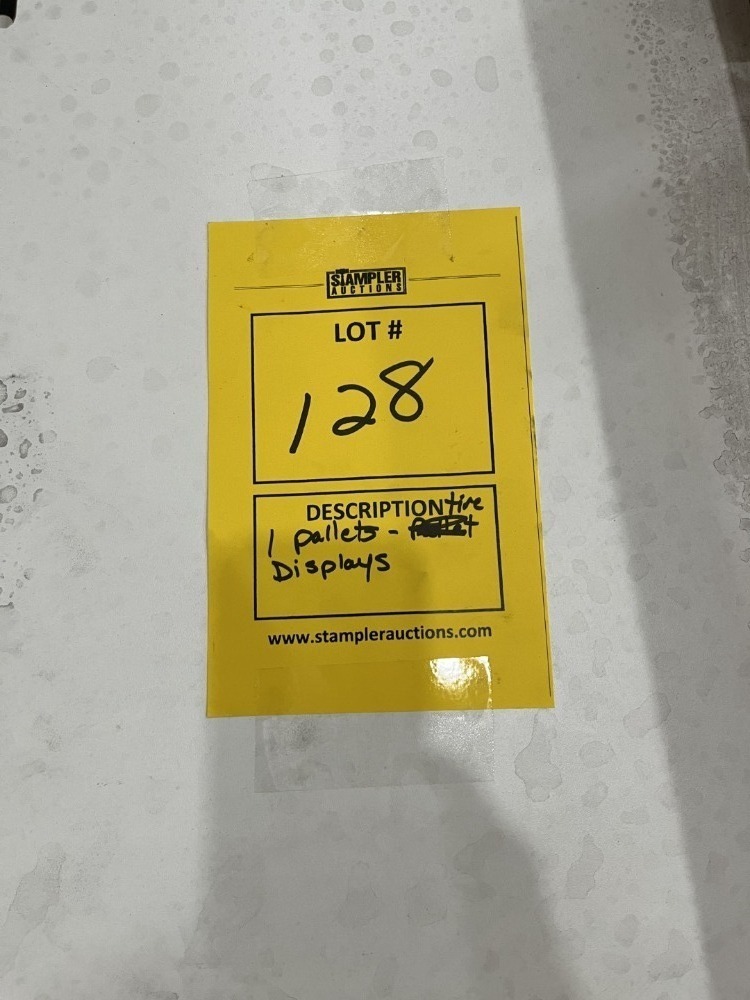 STAMPLER
AUCTIONS
LOT #
128
DESCRIPTION tire
1 pallets -
Displays
www.stamplerauctions.com